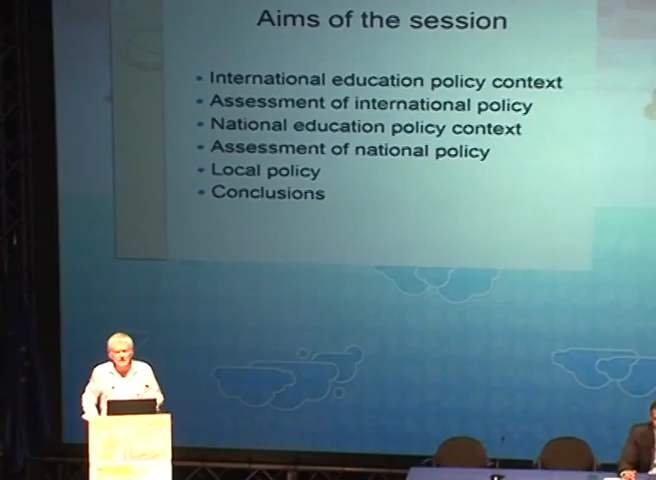 Aims of the session
• International education policy context
• Assessment of international policy
• National education policy context
• Assessment of national policy
• Local policy
• Conclusions